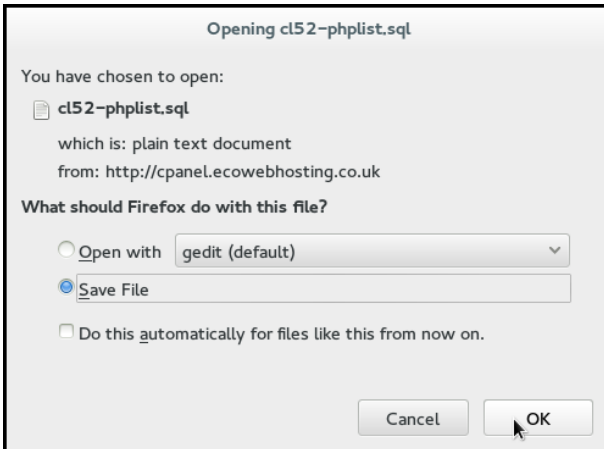 Opening cl52-phplist.sql
You have chosen to open:
cl52-phplist.sql
which is: plain text document
from: http://cpanel.ecowebhosting.co.uk
What should Firefox do with this file?
Open with gedit (default)
Save File
Do this automatically for files like this from now on.
Cancel OK